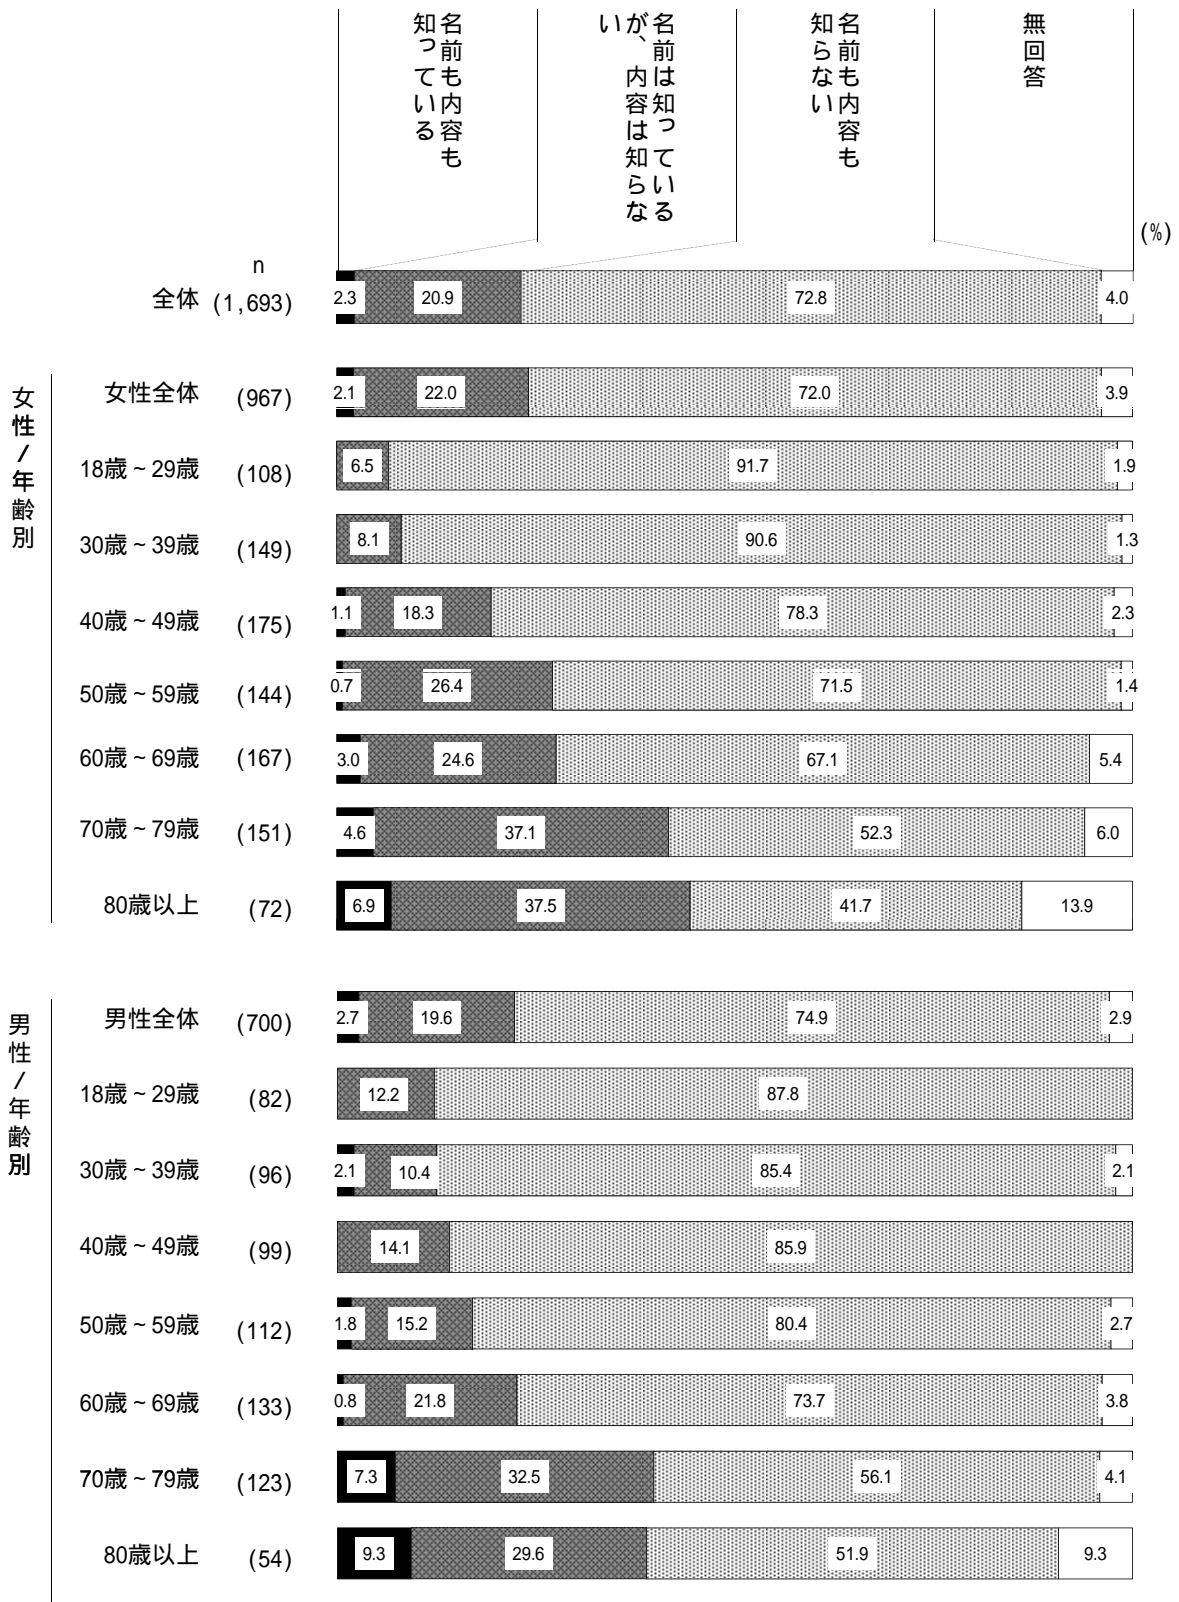 名前も内容も
知っている
名前は知っている
が、内容は知らな
い
名前も内容も
知らない
無回答
(%)
n
全体 (1,693) 2.3 20.9 72.8 4.0
女性/年齢別
女性全体 (967) 2.1 22.0 72.0 3.9
18歳~29歳 (108) 6.5 91.7 1.9
30歳~39歳 (149) 8.1 90.6 1.3
40歳~49歳 (175) 1.1 18.3 78.3 2.3
50歳~59歳 (144) 0.7 26.4 71.5 1.4
60歳~69歳 (167) 3.0 24.6 67.1 5.4
70歳~79歳 (151) 4.6 37.1 52.3 6.0
80歳以上 (72) 6.9 37.5 41.7 13.9
男性/年齢別
男性全体 (700) 2.7 19.6 74.9 2.9
18歳~29歳 (82) 12.2 87.8
30歳~39歳 (96) 2.1 10.4 85.4 2.1
40歳~49歳 (99) 14.1 85.9
50歳~59歳 (112) 1.8 15.2 80.4 2.7
60歳~69歳 (133) 0.8 21.8 73.7 3.8
70歳~79歳 (123) 7.3 32.5 56.1 4.1
80歳以上 (54) 9.3 29.6 51.9 9.3